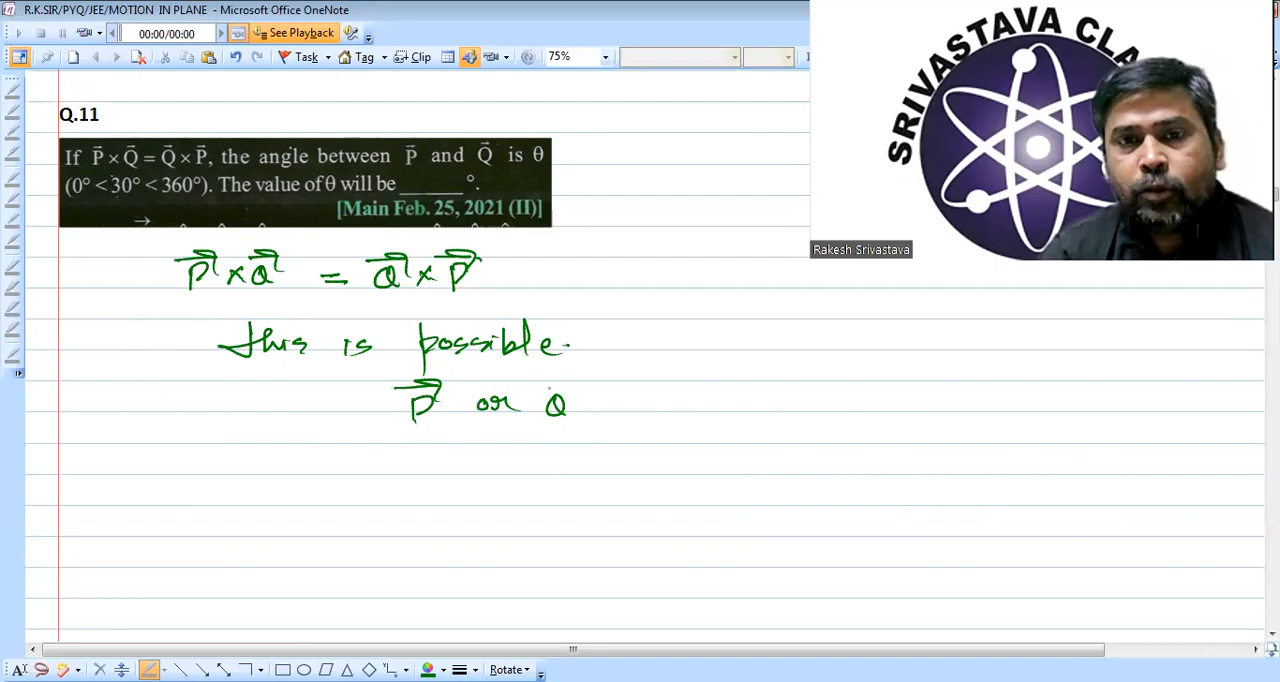 R.K.SIR/PYQ/JEE/MOTION IN PLANE - Microsoft Office OneNote
00:00/00:00 See Playback
Task Tag Clip 75%
SRIVASTAVA CLA
Rakesh Srivastava
Q.11
If P⃗ × Q⃗ = Q⃗ × P⃗, the angle between P⃗ and Q⃗ is θ
(0° < 30° < 360°). The value of θ will be ______°.
[Main Feb. 25, 2021 (II)]
P⃗ × Q⃗ = Q⃗ × P⃗
this is possible.
P⃗ or Q
Rotate